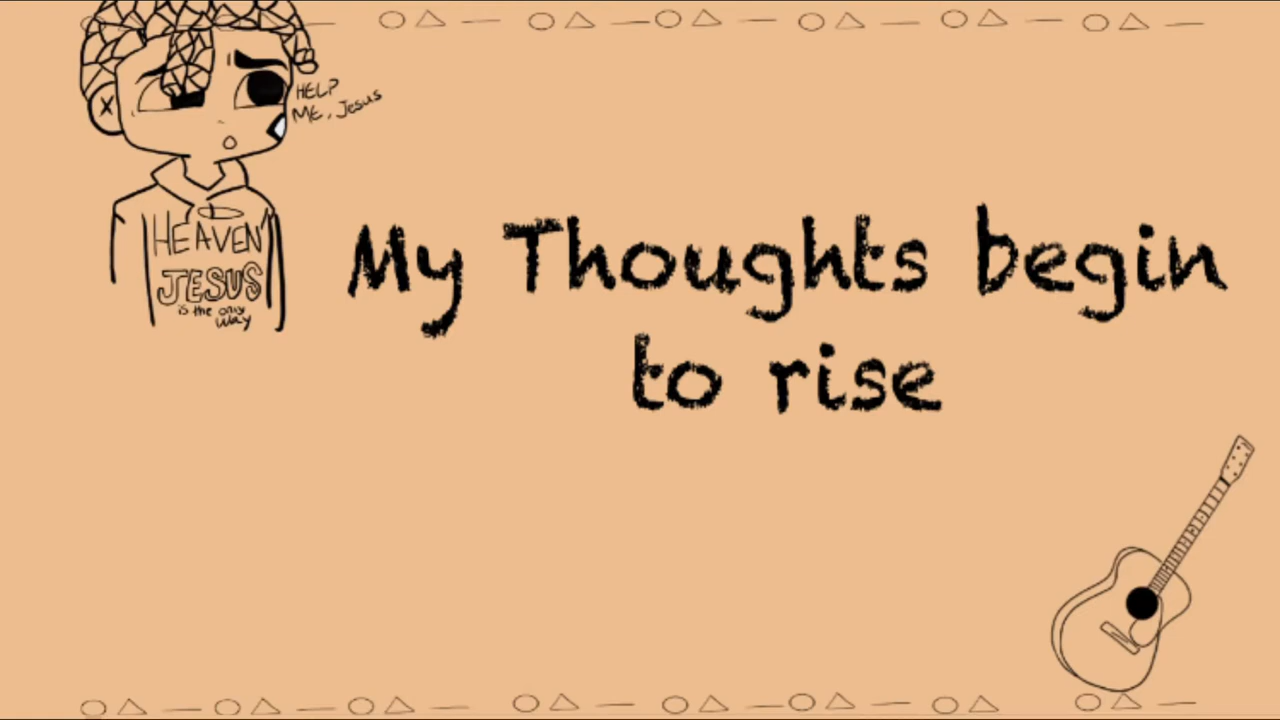 HELP
ME, Jesus
HEAVEN
JESUS
is the only
way
My Thoughts begin
to rise